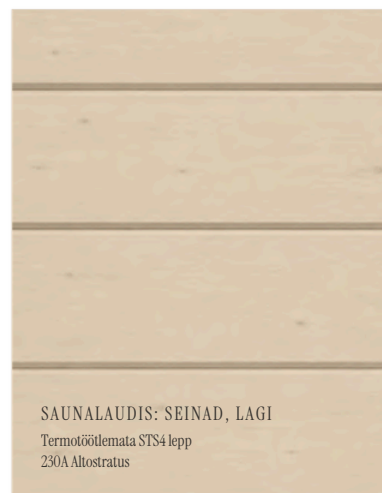 SAUNALAUDIS: SEINAD, LAGI
Termotöötlemata STS4 lepp
230A Altostratus